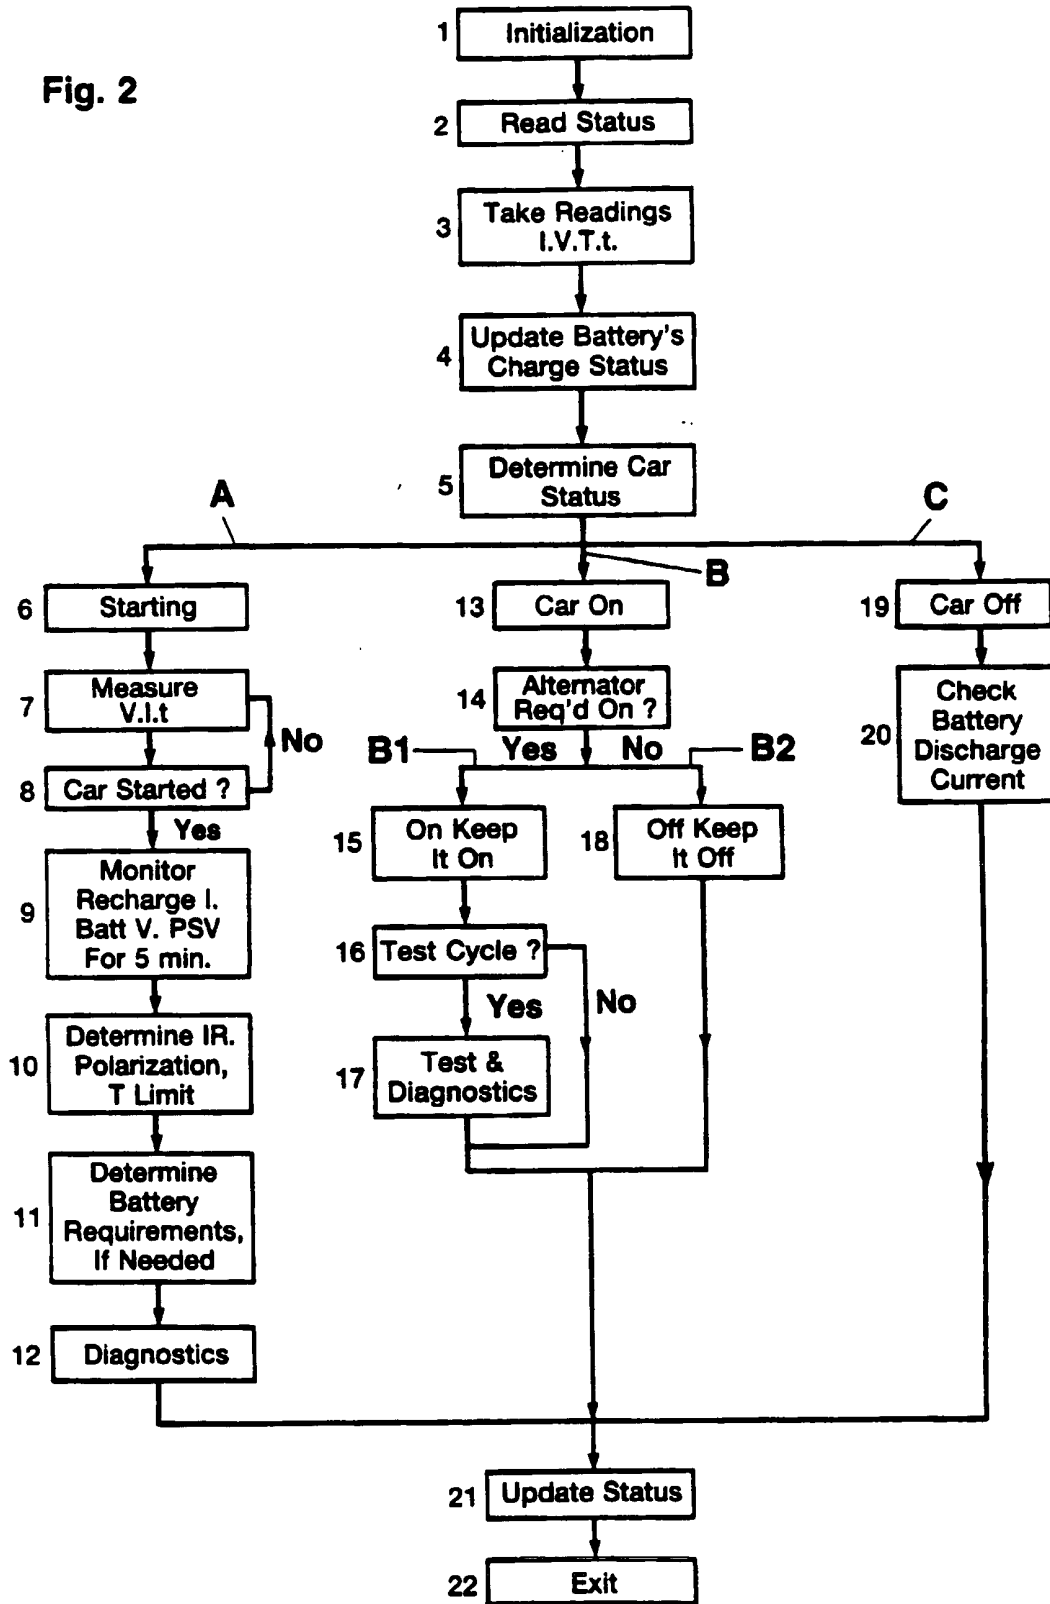 Fig. 2
1 Initialization
2 Read Status
3 Take Readings
I.V.T.t.
4 Update Battery's
Charge Status
5 Determine Car
Status
A
B
C
6 Starting
7 Measure
V.I.t
No
8 Car Started ?
Yes
9 Monitor
Recharge I.
Batt V. PSV
For 5 min.
10 Determine IR.
Polarization,
T Limit
11 Determine
Battery
Requirements,
If Needed
12 Diagnostics
13 Car On
14 Alternator
Req'd On ?
B1 Yes No B2
15 On Keep
It On
16 Test Cycle ?
Yes No
17 Test &
Diagnostics
18 Off Keep
It Off
19 Car Off
20 Check
Battery
Discharge
Current
21 Update Status
22 Exit